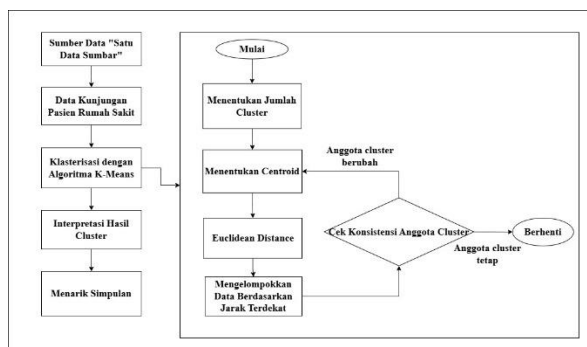 Sumber Data "Satu
Data Sumbar"
Data Kunjungan
Pasien Rumah Sakit
Klasterisasi dengan
Algoritma K-Means
Interpretasi Hasil
Cluster
Menarik Simpulan
Mulai
Menentukan Jumlah
Cluster
Menentukan Centroid
Euclidean Distance
Mengelompokkan
Data Berdasarkan
Jarak Terdekat
Anggota cluster
berubah
Cek Konsistensi Anggota Cluster
Anggota cluster
tetap
Berhenti